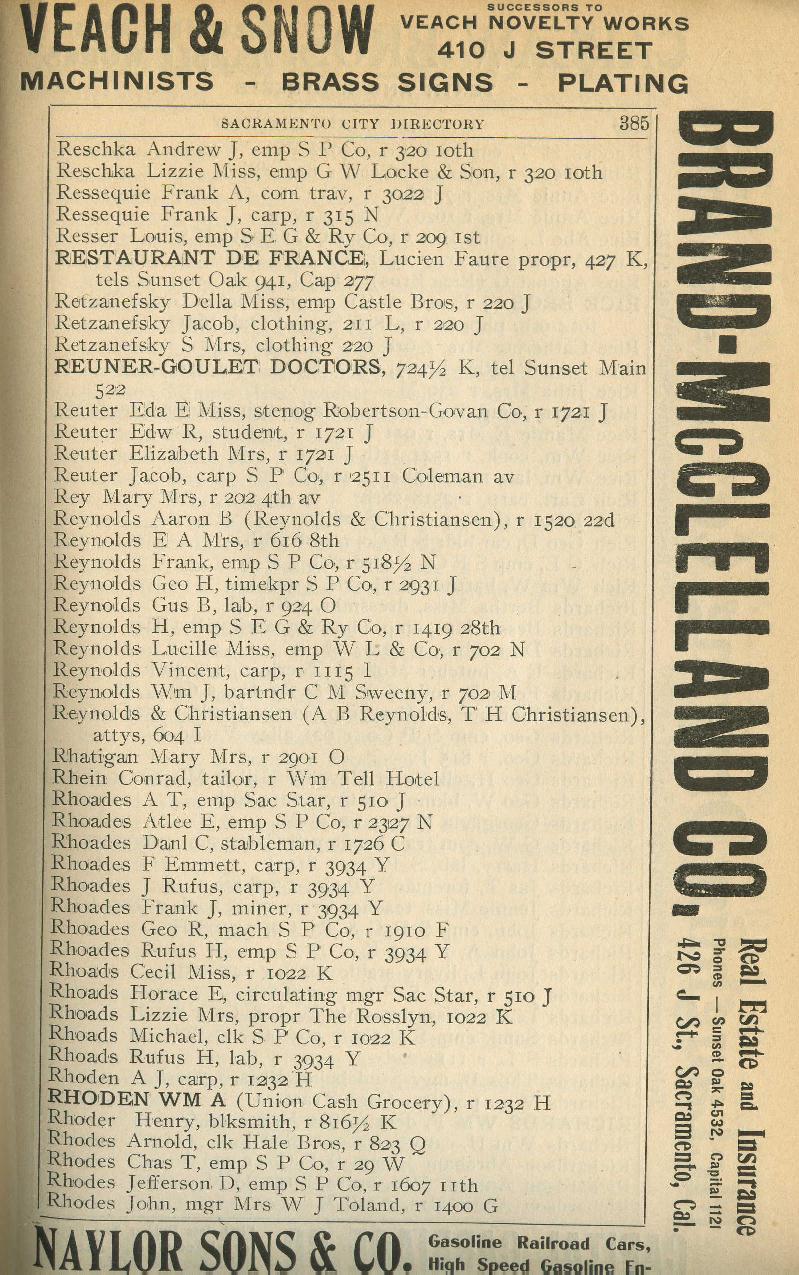 VEACH & SNOW
SUCCESSORS TO
VEACH NOVELTY WORKS
410 J STREET
MACHINISTS - BRASS SIGNS - PLATING
SACRAMENTO CITY DIRECTORY 385
Reschka Andrew J, emp S P Co, r 320 10th
Reschka Lizzie Miss, emp G W Locke & Son, r 320 10th
Ressequie Frank A, com trav, r 3022 J
Ressequie Frank J, carp, r 315 N
Resser Louis, emp S E G & Ry Co, r 209 1st
RESTAURANT DE FRANCE, Lucien Faure propr, 427 K,
tels Sunset Oak 941, Cap 277
Retzanefsky Della Miss, emp Castle Bros, r 220 J
Retzanefsky Jacob, clothing, 211 L, r 220 J
Retzanefsky S Mrs, clothing 220 J
REUNER-GOULET DOCTORS, 724½ K, tel Sunset Main
522
Reuter Eda E Miss, stenog Robertson-Govan Co, r 1721 J
Reuter Edw R, student, r 1721 J
Reuter Elizabeth Mrs, r 1721 J
Reuter Jacob, carp S P Co, r 2511 Coleman av
Rey Mary Mrs, r 202 4th av
Reynolds Aaron B (Reynolds & Christiansen), r 1520 22d
Reynolds E A Mrs, r 616 8th
Reynolds Frank, emp S P Co, r 518½ N
Reynolds Geo H, timekpr S P Co, r 2931 J
Reynolds Gus B, lab, r 924 O
Reynolds H, emp S E G & Ry Co, r 1419 28th
Reynolds Lucille Miss, emp W L & Co, r 702 N
Reynolds Vincent, carp, r 1115 I
Reynolds Wm J, bartndr C M Sweeny, r 702 M
Reynolds & Christiansen (A B Reynolds, T H Christiansen),
attys, 604 I
Rhatigan Mary Mrs, r 2901 O
Rhein Conrad, tailor, r Wm Tell Hotel
Rhoades A T, emp Sac Star, r 510 J
Rhoades Atlee E, emp S P Co, r 2327 N
Rhoades Danl C, stableman, r 1726 C
Rhoades F Emmett, carp, r 3934 Y
Rhoades J Rufus, carp, r 3934 Y
Rhoades Frank J, miner, r 3934 Y
Rhoades Geo R, mach S P Co, r 1910 F
Rhoades Rufus H, emp S P Co, r 3934 Y
Rhoads Cecil Miss, r 1022 K
Rhoads Horace E, circulating mgr Sac Star, r 510 J
Rhoads Lizzie Mrs, propr The Rosslyn, 1022 K
Rhoads Michael, clk S P Co, r 1022 K
Rhoads Rufus H, lab, r 3934 Y
Rhoden A J, carp, r 1232 H
RHODEN WM A (Union Cash Grocery), r 1232 H
Rhoder Henry, blksmith, r 816½ K
Rhodes Arnold, clk Hale Bros, r 823 Q
Rhodes Chas T, emp S P Co, r 29 W
Rhodes Jefferson D, emp S P Co, r 1607 11th
Rhodes John, mgr Mrs W J Toland, r 1400 G
BRAND-McCLELLAND CO,
Real Estate and Insurance
Phones — Sunset Oak 4532, Capital 1121
426 J St., Sacramento, Cal.
NAYLOR SONS & CO.
Gasoline Railroad Cars,
High Speed Gasoline En-